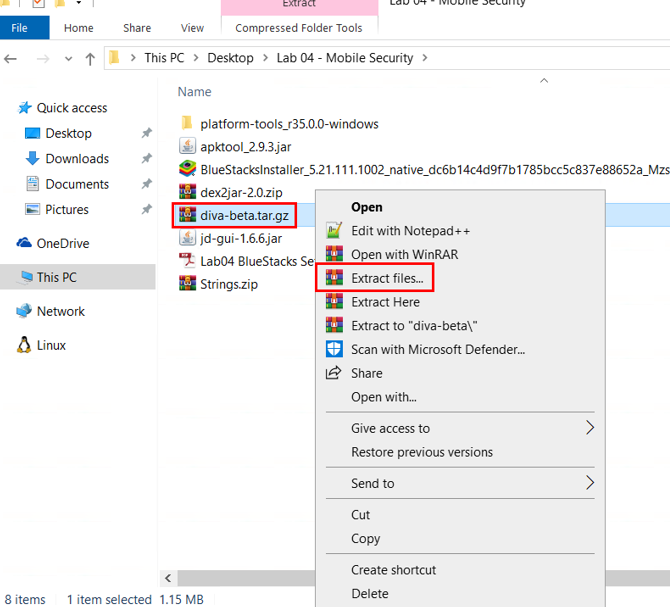 Extract
Lab 04 - Mobile Security
File Home Share View Compressed Folder Tools
This PC > Desktop > Lab 04 - Mobile Security >
Name
Quick access
Desktop
Downloads
Documents
Pictures
OneDrive
This PC
Network
Linux
platform-tools_r35.0.0-windows
apktool_2.9.3.jar
BlueStacksInstaller_5.21.111.1002_native_dc6b14c4d9f7b1785bcc5c837e88652a_Mzs
dex2jar-2.0.zip
diva-beta.tar.gz
jd-gui-1.6.6.jar
Lab04 BlueStacks Se
Strings.zip
Open
Edit with Notepad++
Open with WinRAR
Extract files...
Extract Here
Extract to "diva-beta\"
Scan with Microsoft Defender...
Share
Open with...
Give access to
Restore previous versions
Send to
Cut
Copy
Create shortcut
Delete
8 items 1 item selected 1.15 MB